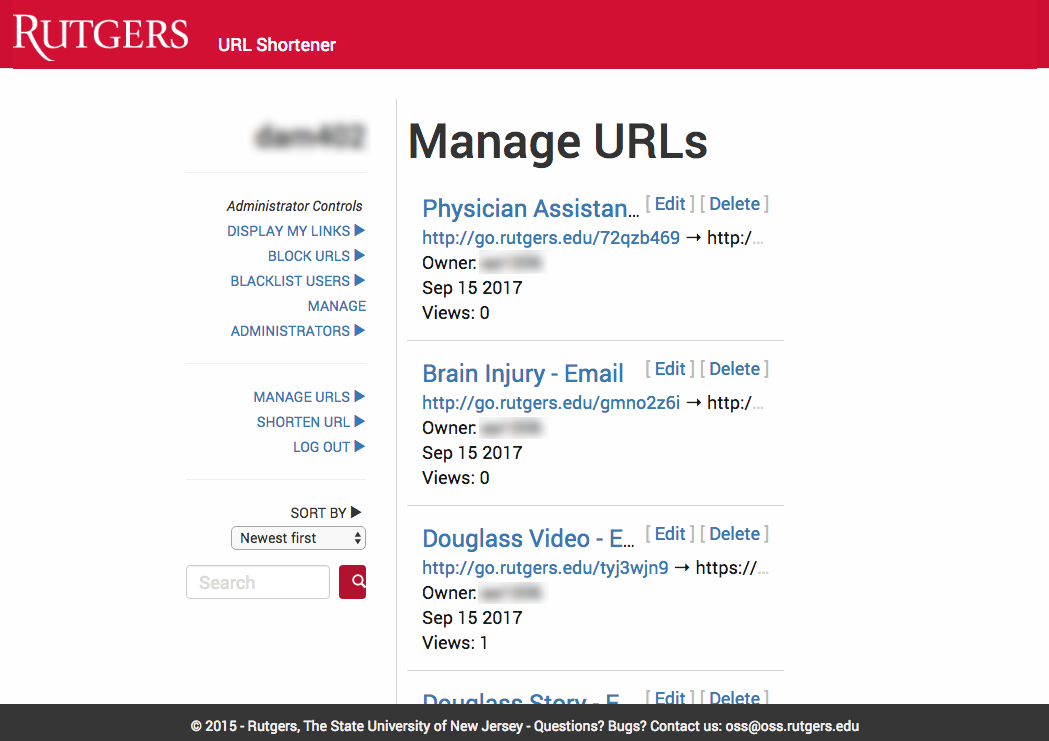 RUTGERS
URL Shortener
Administrator Controls
DISPLAY MY LINKS
BLOCK URLS
BLACKLIST USERS
MANAGE
ADMINISTRATORS
MANAGE URLS
SHORTEN URL
LOG OUT
SORT BY
Newest first
Search
Manage URLs
Physician Assistan... [ Edit ] [ Delete ]
http://go.rutgers.edu/72qzb469 → http:/...
Owner:
Sep 15 2017
Views: 0
Brain Injury - Email [ Edit ] [ Delete ]
http://go.rutgers.edu/gmno2z6i → http:/...
Owner:
Sep 15 2017
Views: 0
Douglass Video - E... [ Edit ] [ Delete ]
http://go.rutgers.edu/tyj3wjn9 → https://...
Owner:
Sep 15 2017
Views: 1
Douglass Story - E... [ Edit ] [ Delete ]
© 2015 - Rutgers, The State University of New Jersey - Questions? Bugs? Contact us: oss@oss.rutgers.edu